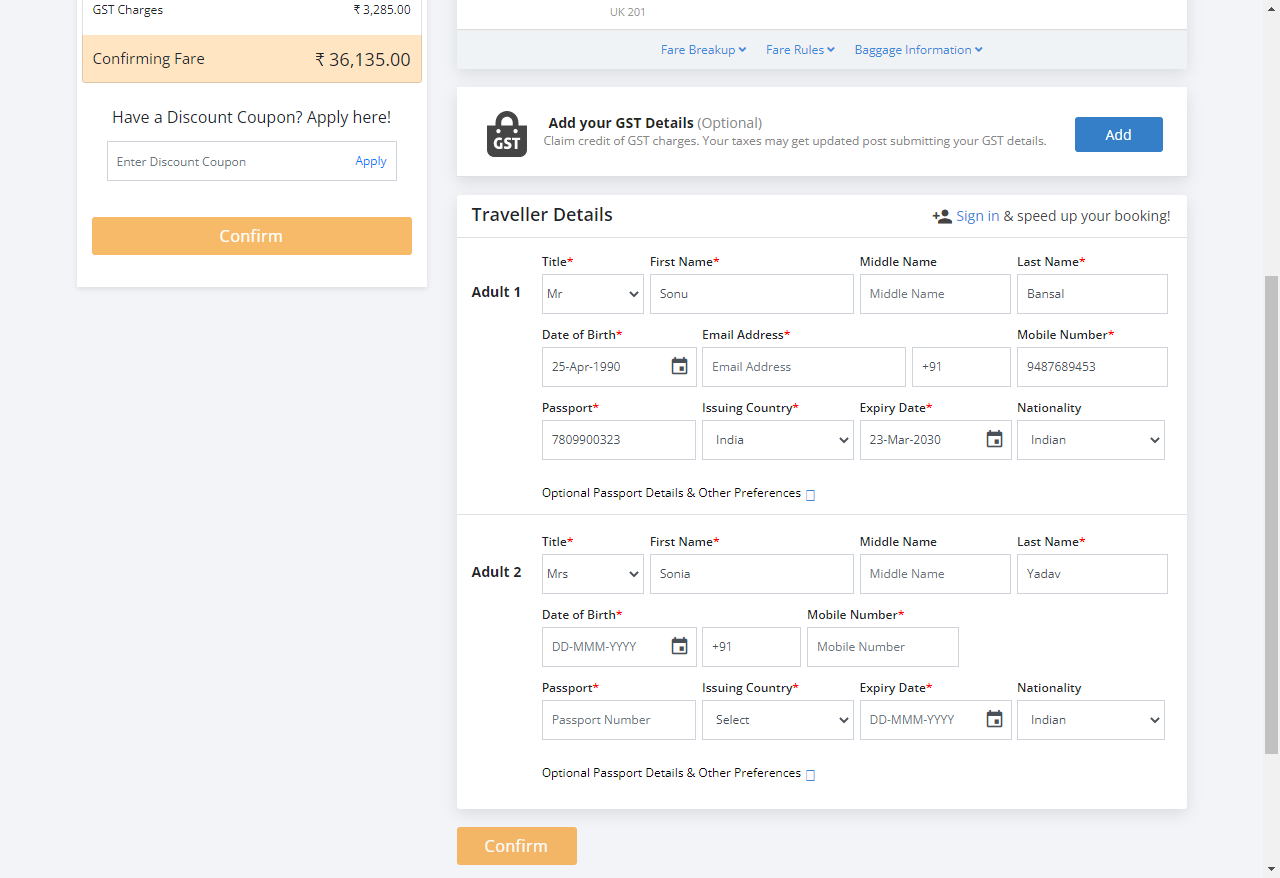 GST Charges ₹ 3,285.00
Confirming Fare ₹ 36,135.00
Have a Discount Coupon? Apply here!
Enter Discount Coupon Apply
Confirm
UK 201
Fare Breakup Fare Rules Baggage Information
GST
Add your GST Details (Optional)
Claim credit of GST charges. Your taxes may get updated post submitting your GST details.
Add
Traveller Details Sign in & speed up your booking!
Title* First Name* Middle Name Last Name*
Adult 1 Mr Sonu Middle Name Bansal
Date of Birth* Email Address* Mobile Number*
25-Apr-1990 Email Address +91 9487689453
Passport* Issuing Country* Expiry Date* Nationality
7809900323 India 23-Mar-2030 Indian
Optional Passport Details & Other Preferences
Title* First Name* Middle Name Last Name*
Adult 2 Mrs Sonia Middle Name Yadav
Date of Birth* Mobile Number*
DD-MMM-YYYY +91 Mobile Number
Passport* Issuing Country* Expiry Date* Nationality
Passport Number Select DD-MMM-YYYY Indian
Optional Passport Details & Other Preferences
Confirm